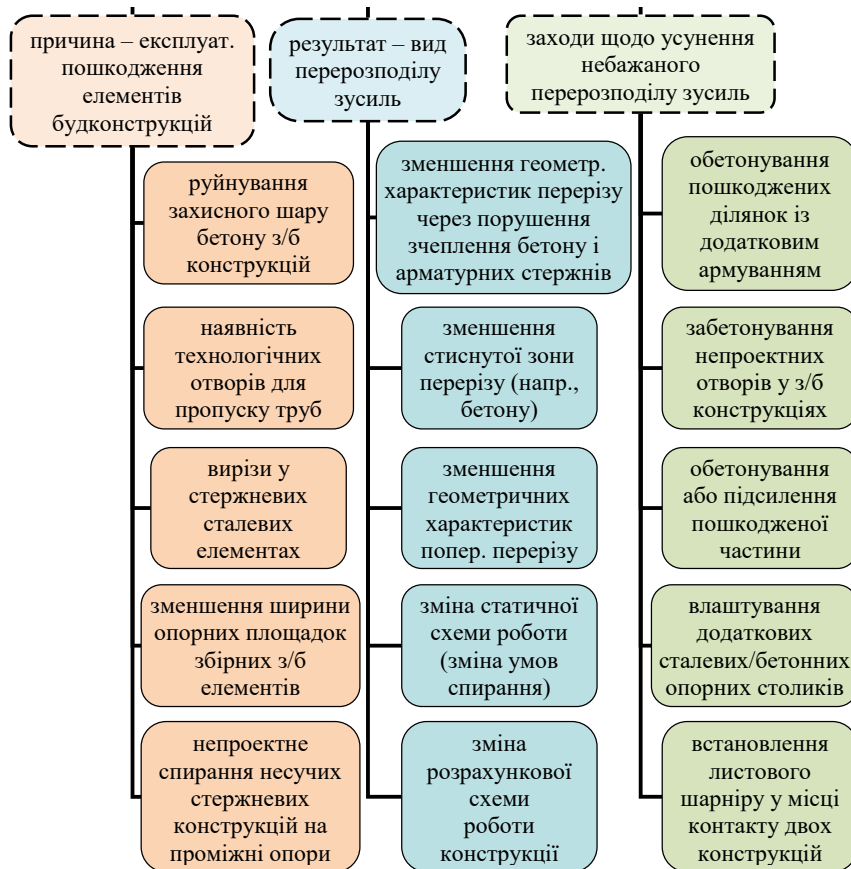 причина – експлуат.
пошкодження
елементів
будконструкцій
результат – вид
перерозподілу
зусиль
заходи щодо усунення
небажаного
перерозподілу зусиль
руйнування
захисного шару
бетону з/б
конструкцій
зменшення геометр.
характеристик перерізу
через порушення
зчеплення бетону і
арматурних стержнів
обетонування
пошкоджених
ділянок із
додатковим
армуванням
наявність
технологічних
отворів для
пропуску труб
зменшення
стиснутої зони
перерізу (напр.,
бетону)
забетонування
непроектних
отворів у з/б
конструкціях
вирізи у
стержневих
сталевих
елементах
зменшення
геометричних
характеристик
попер. перерізу
обетонування
або підсилення
пошкодженої
частини
зменшення ширини
опорних площадок
збірних з/б
елементів
зміна статичної
схеми роботи
(зміна умов
спирання)
влаштування
додаткових
сталевих/бетонних
опорних столиків
непроектне
спирання несучих
стержневих
конструкцій на
проміжні опори
зміна
розрахункової
схеми
роботи
конструкції
встановлення
листового
шарніру у місці
контакту двох
конструкцій